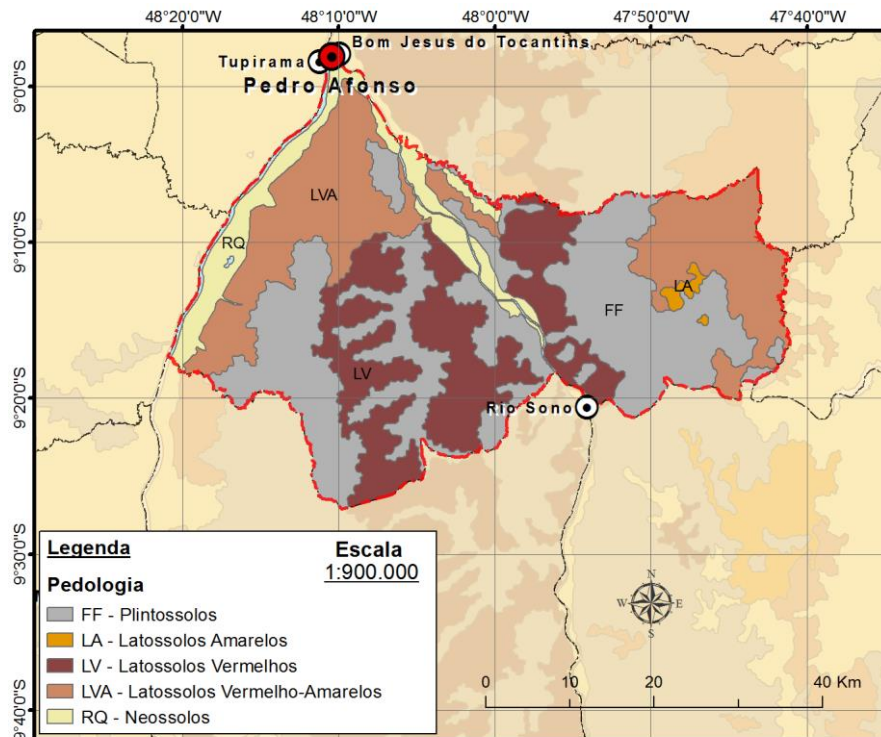 48°20'0"W 48°10'0"W 48°0'0"W 47°50'0"W 47°40'0"W
Bom Jesus do Tocantins
Tupirama
Pedro Afonso
9°0'0"S
LVA
9°10'0"S
RQ
LA
FF
LV
9°20'0"S
Rio Sono
Legenda
Escala
1:900.000
Pedologia
FF - Plintossolos
LA - Latossolos Amarelos
LV - Latossolos Vermelhos
LVA - Latossolos Vermelho-Amarelos
RQ - Neossolos
9°30'0"S
N
W E
S
0 10 20 40 Km
9°40'0"S